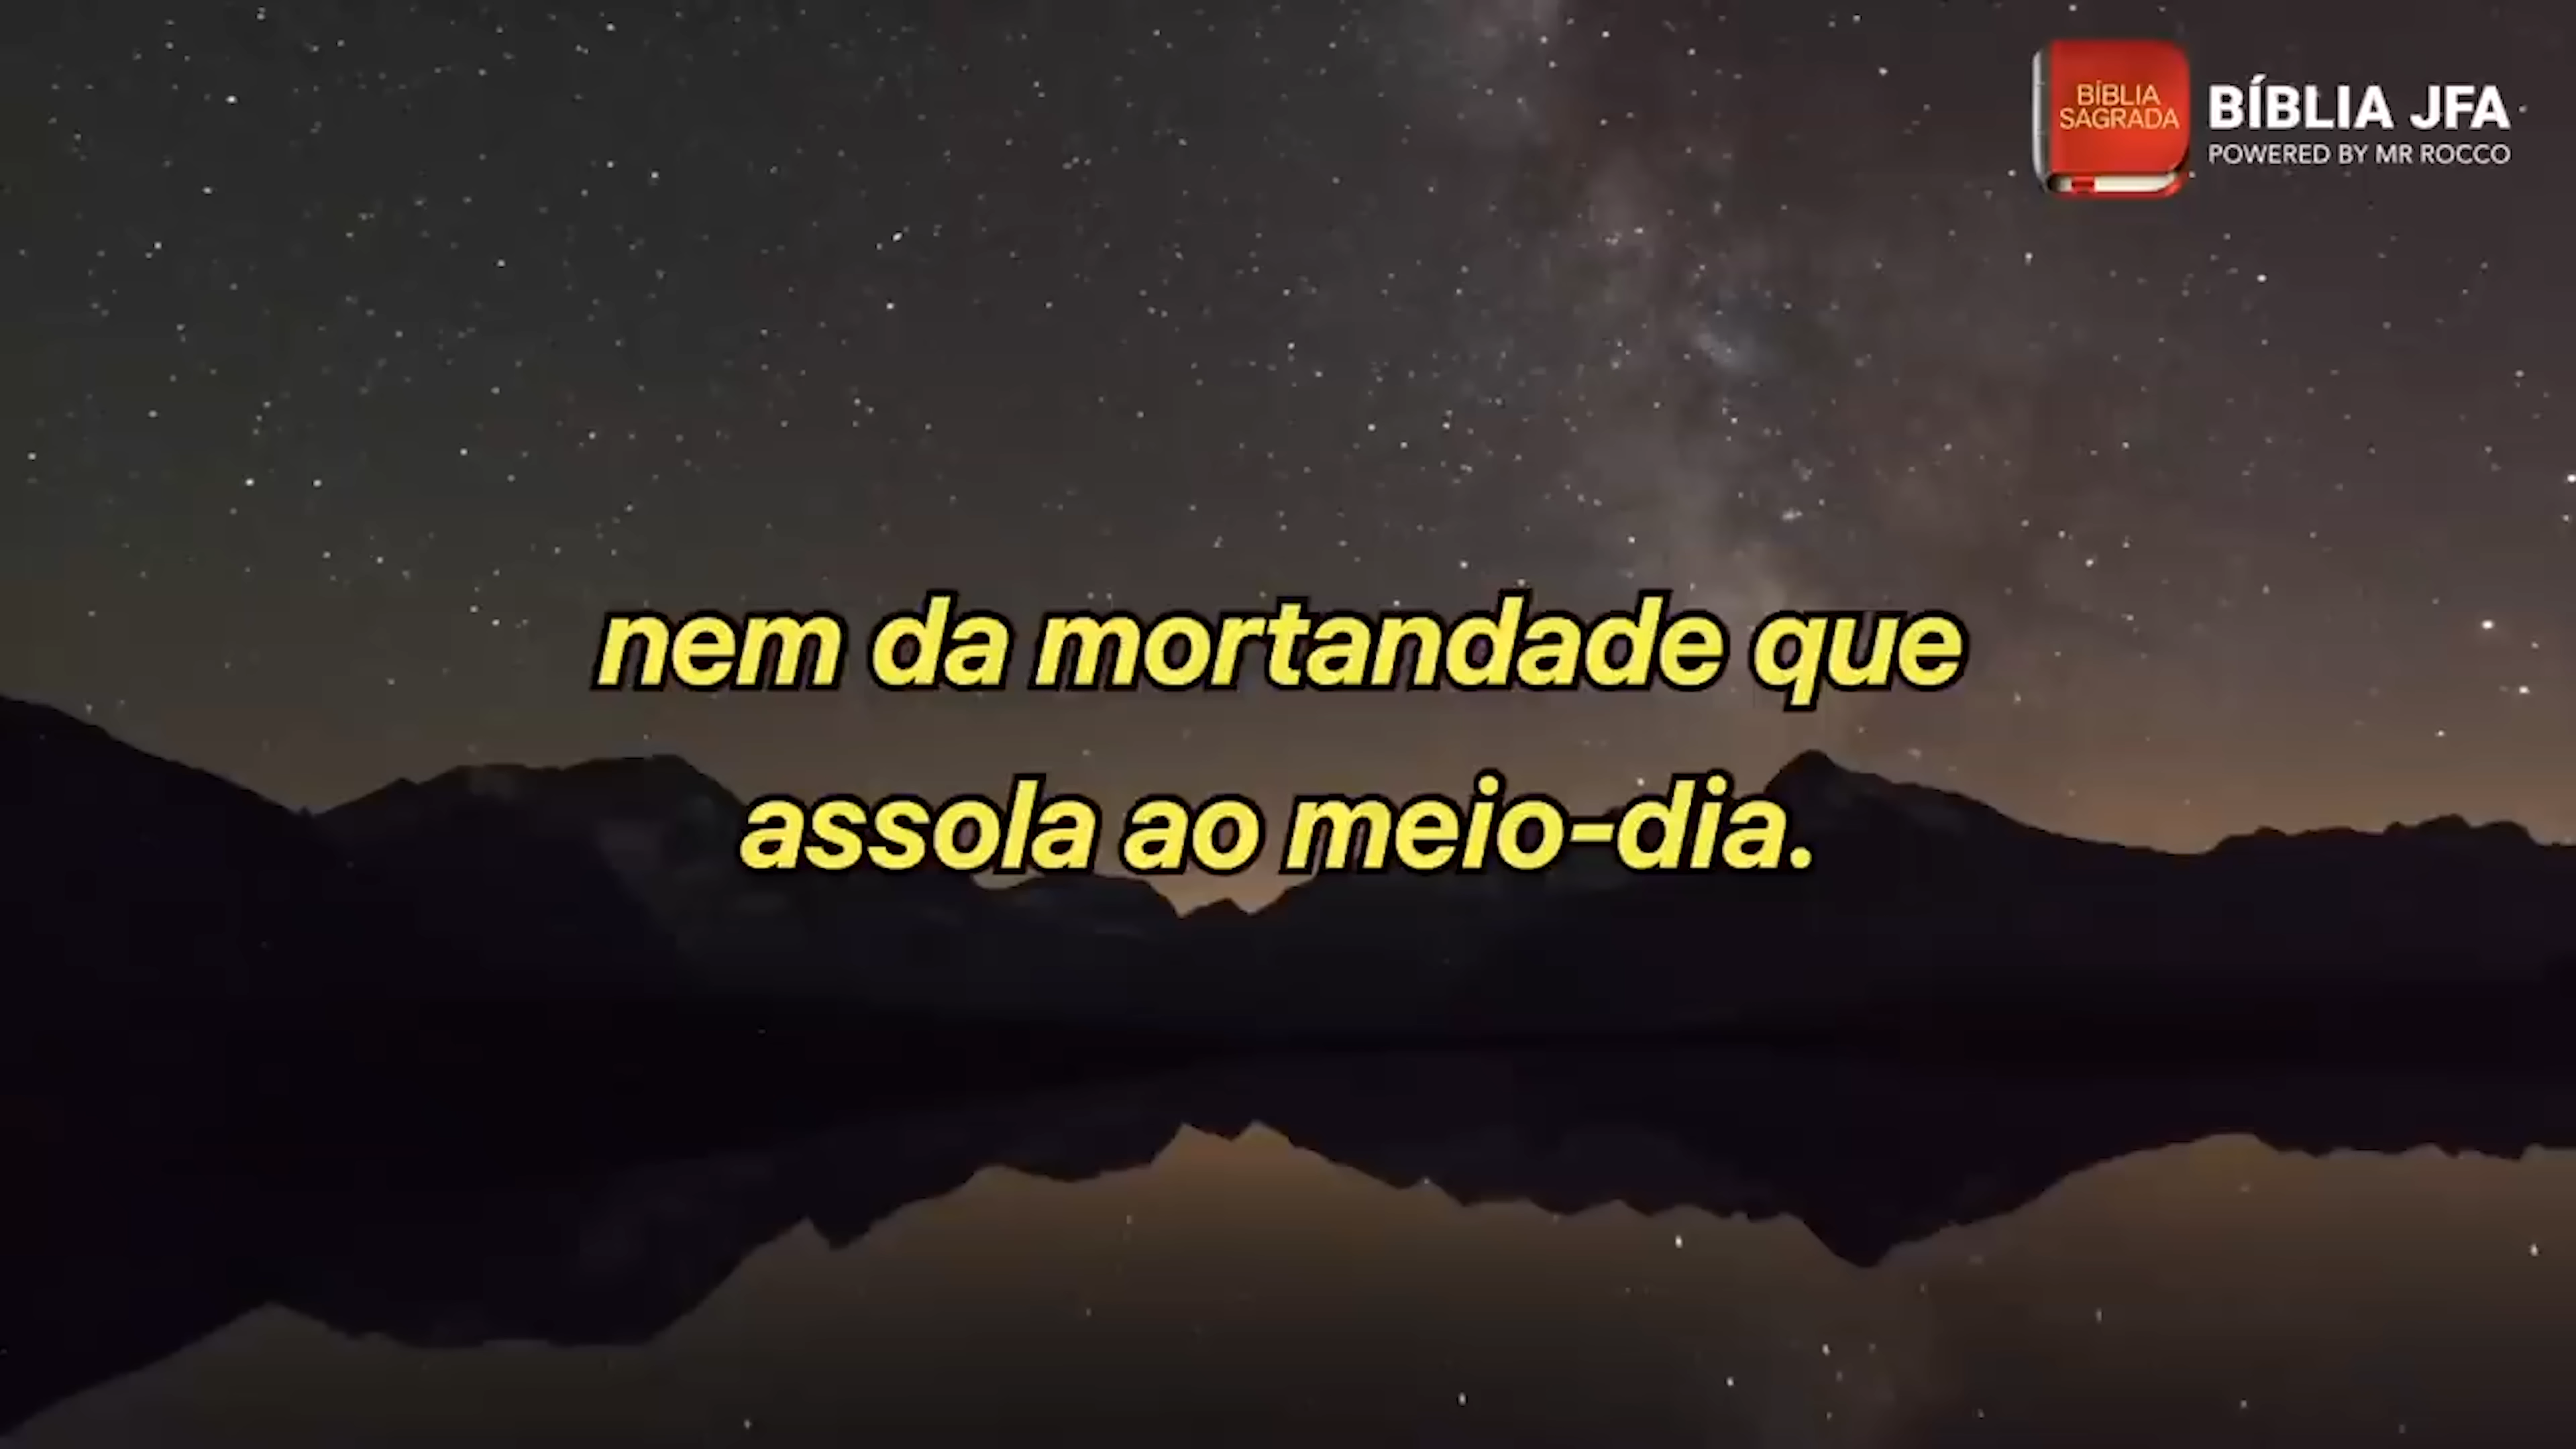 BÍBLIA
SAGRADA
BÍBLIA JFA
POWERED BY MR ROCCO
nem da mortandade que
assola ao meio-dia.